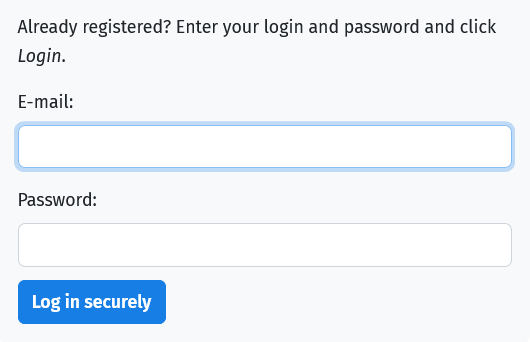 Already registered? Enter your login and password and click
Login.
E-mail:
Password:
Log in securely